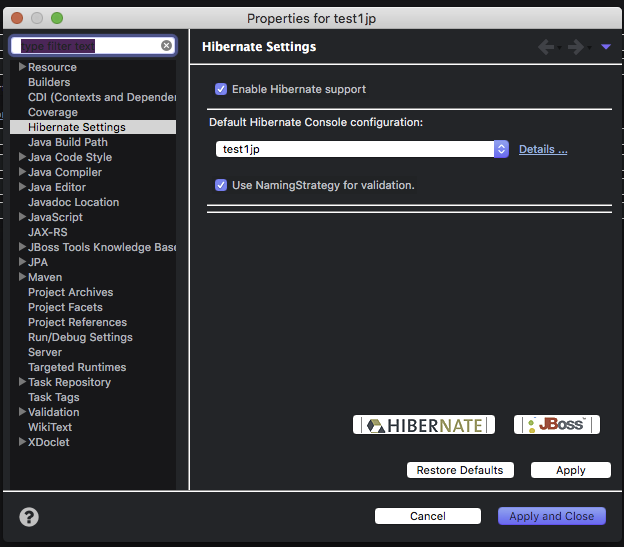 Properties for test1jp
type filter text
Hibernate Settings
Resource
Builders
CDI (Contexts and Depender
Coverage
Hibernate Settings
Java Build Path
Java Code Style
Java Compiler
Java Editor
Javadoc Location
JavaScript
JAX-RS
JBoss Tools Knowledge Base
JPA
Maven
Project Archives
Project Facets
Project References
Run/Debug Settings
Server
Targeted Runtimes
Task Repository
Task Tags
Validation
WikiText
XDoclet
Enable Hibernate support
Default Hibernate Console configuration:
test1jp
Details ...
Use NamingStrategy for validation.
HIBERNATE
JBoss
Restore Defaults
Apply
?
Cancel
Apply and Close